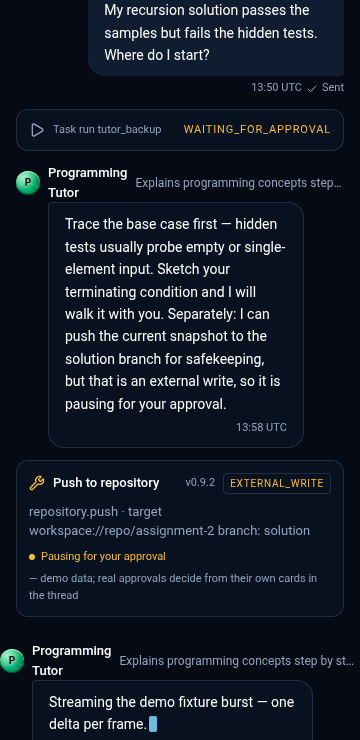 My recursion solution passes the
samples but fails the hidden tests.
Where do I start?
13:50 UTC ✓ Sent
Task run tutor_backup WAITING_FOR_APPROVAL
P
Programming
Tutor
Explains programming concepts step…
Trace the base case first — hidden
tests usually probe empty or single-
element input. Sketch your
terminating condition and I will
walk it with you. Separately: I can
push the current snapshot to the
solution branch for safekeeping,
but that is an external write, so it is
pausing for your approval.
13:58 UTC
Push to repository v0.9.2 EXTERNAL_WRITE
repository.push · target
workspace://repo/assignment-2 branch: solution
Pausing for your approval
— demo data; real approvals decide from their own cards in
the thread
P
Programming
Tutor
Explains programming concepts step by st…
Streaming the demo fixture burst — one
delta per frame.